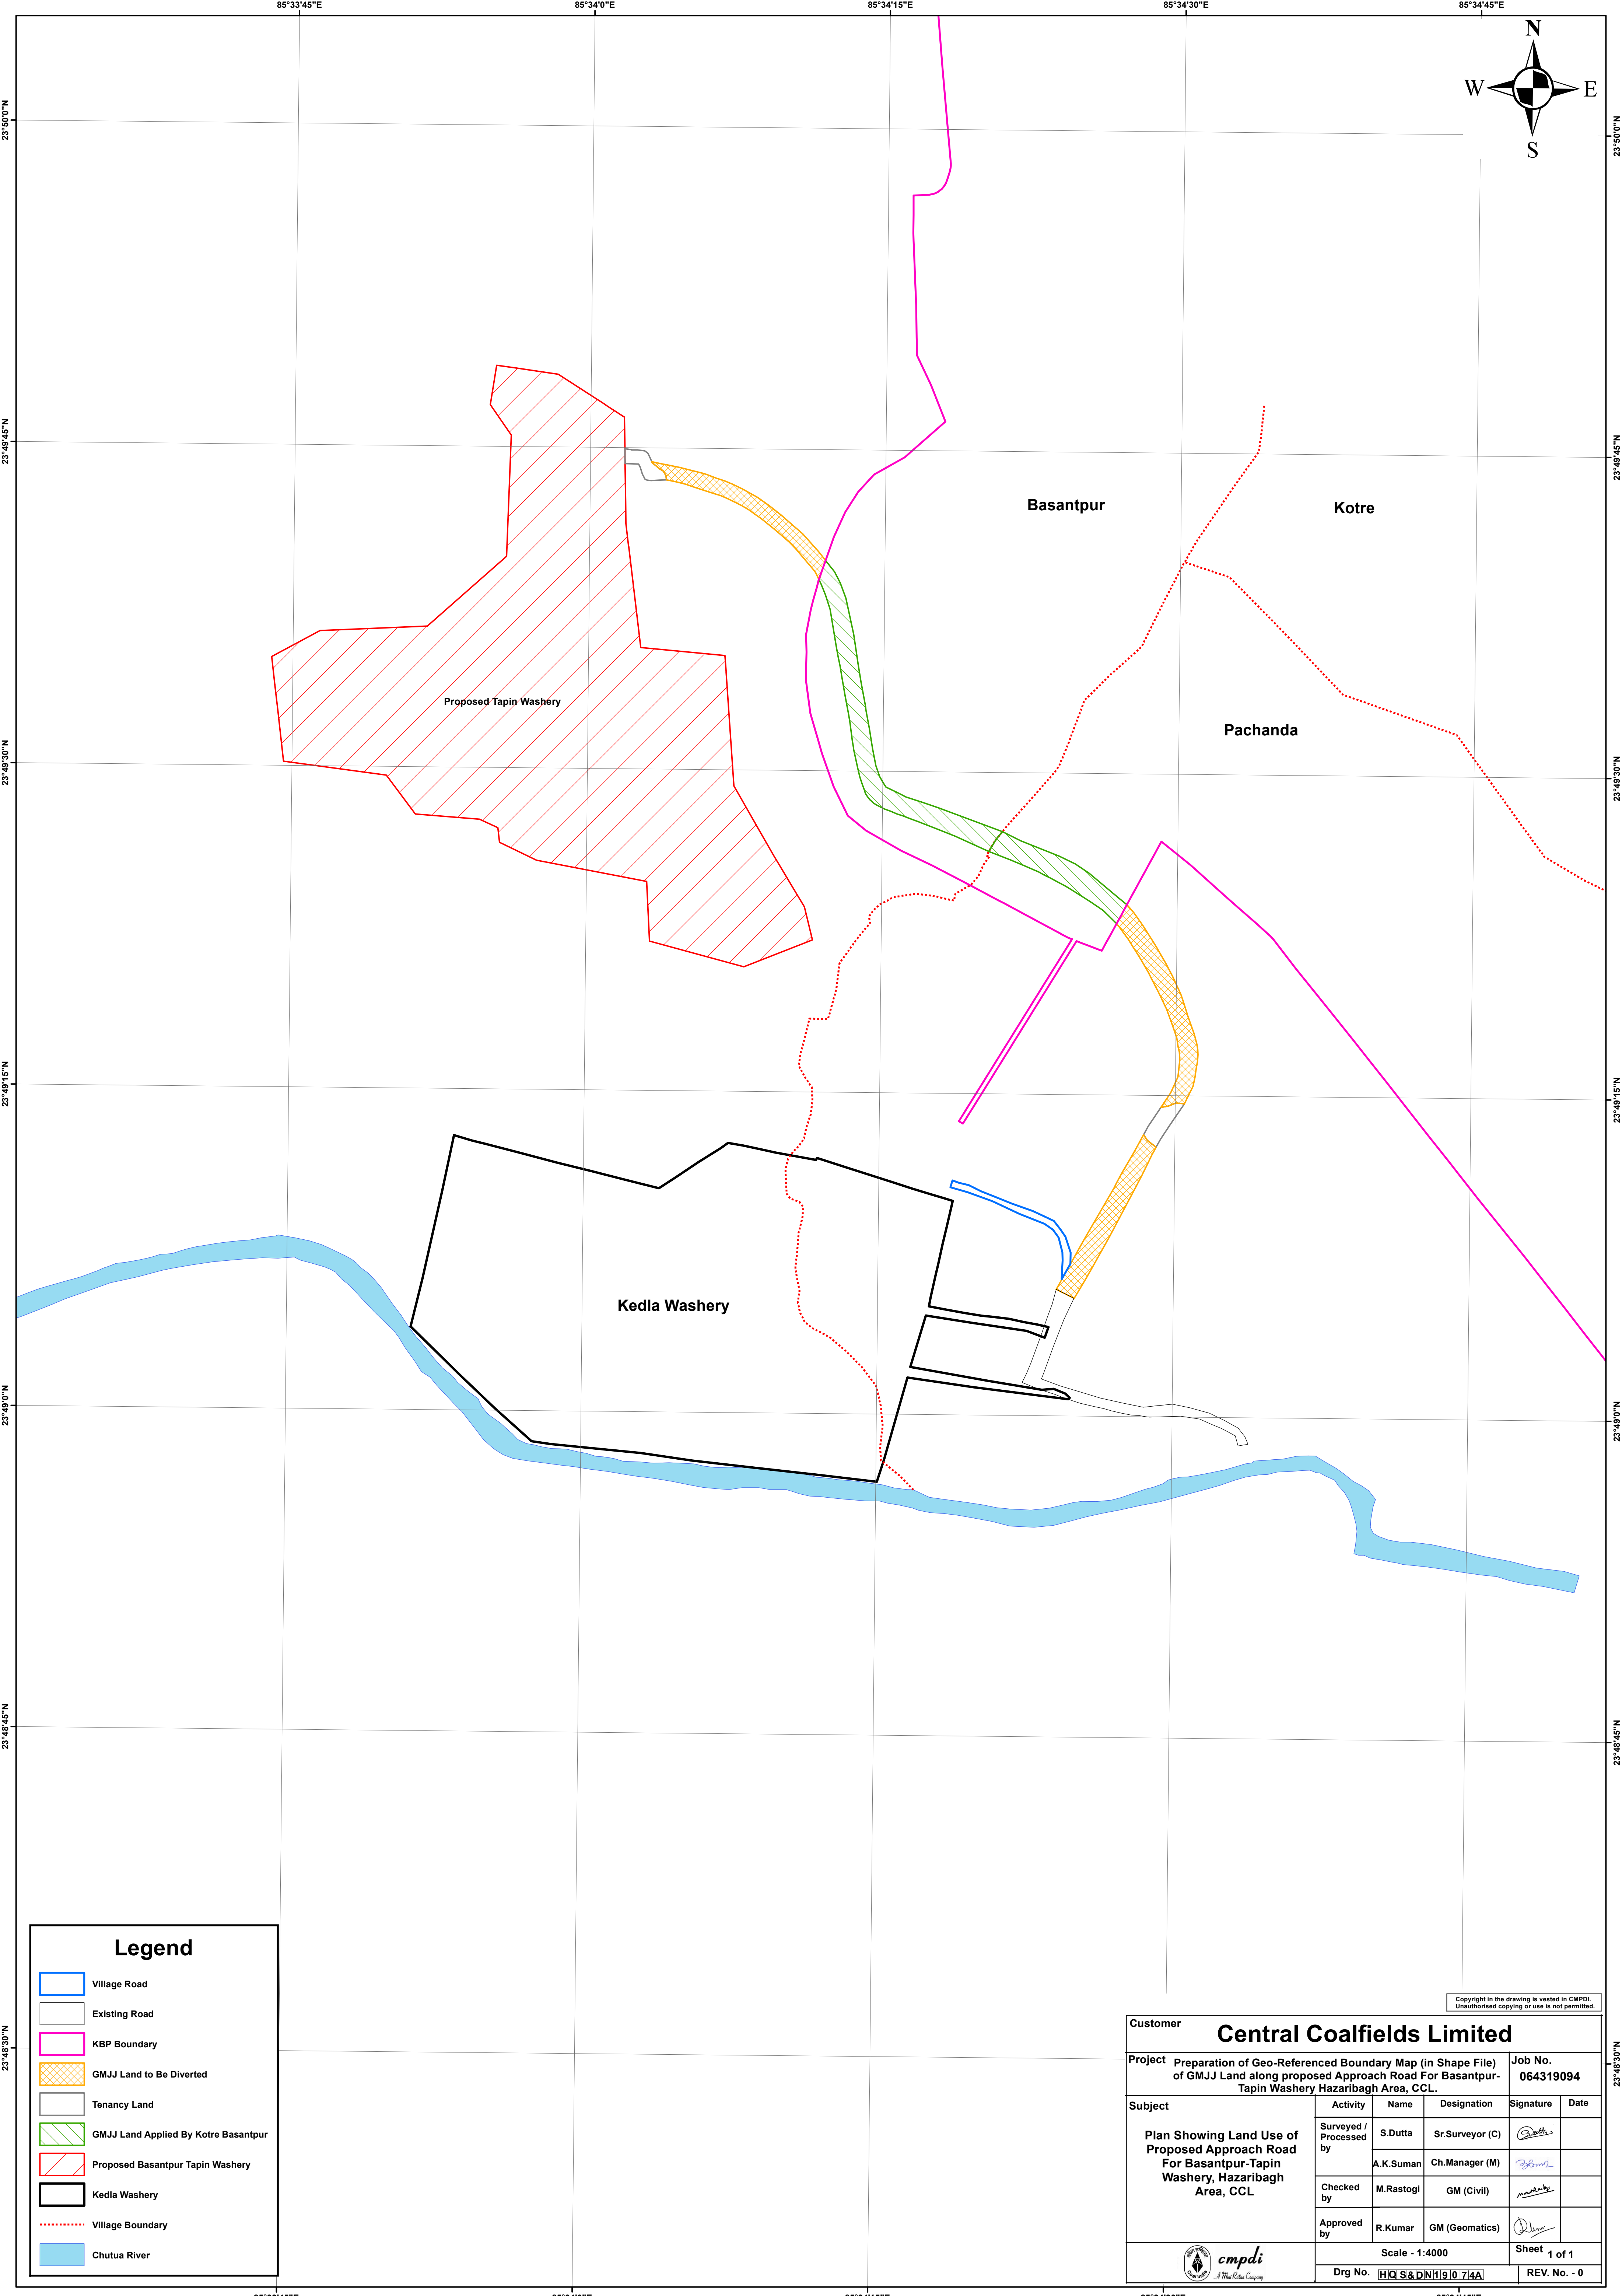 85°33'45"E
85°34'0"E
85°34'15"E
85°34'30"E
85°34'45"E
N
W
E
S
23°50'0"N
23°50'0"N
23°49'45"N
23°49'45"N
Basantpur
Kotre
Proposed Tapin Washery
Pachanda
23°49'30"N
23°49'30"N
23°49'15"N
23°49'15"N
Kedla Washery
23°49'0"N
23°49'0"N
23°48'45"N
23°48'45"N
23°48'30"N
23°48'30"N
Legend
Village Road
Existing Road
KBP Boundary
GMJJ Land to Be Diverted
Tenancy Land
GMJJ Land Applied By Kotre Basantpur
Proposed Basantpur Tapin Washery
Kedla Washery
Village Boundary
Chutua River
Copyright in the drawing is vested in CMPDI.
Unauthorised copying or use is not permitted.
Customer
Central Coalfields Limited
Project
Preparation of Geo-Referenced Boundary Map (in Shape File)
of GMJJ Land along proposed Approach Road For Basantpur-
Tapin Washery Hazaribagh Area, CCL.
Job No.
064319094
Subject
Plan Showing Land Use of
Proposed Approach Road
For Basantpur-Tapin
Washery, Hazaribagh
Area, CCL
Activity Name Designation Signature Date
Surveyed /
Processed
by
S.Dutta Sr.Surveyor (C)
A.K.Suman Ch.Manager (M)
Checked
by
M.Rastogi GM (Civil)
Approved
by
R.Kumar GM (Geomatics)
Scale - 1:4000
Sheet 1 of 1
cmpdi
A Mini Ratna Company
Drg No. HQS&DN19074A
REV. No. - 0